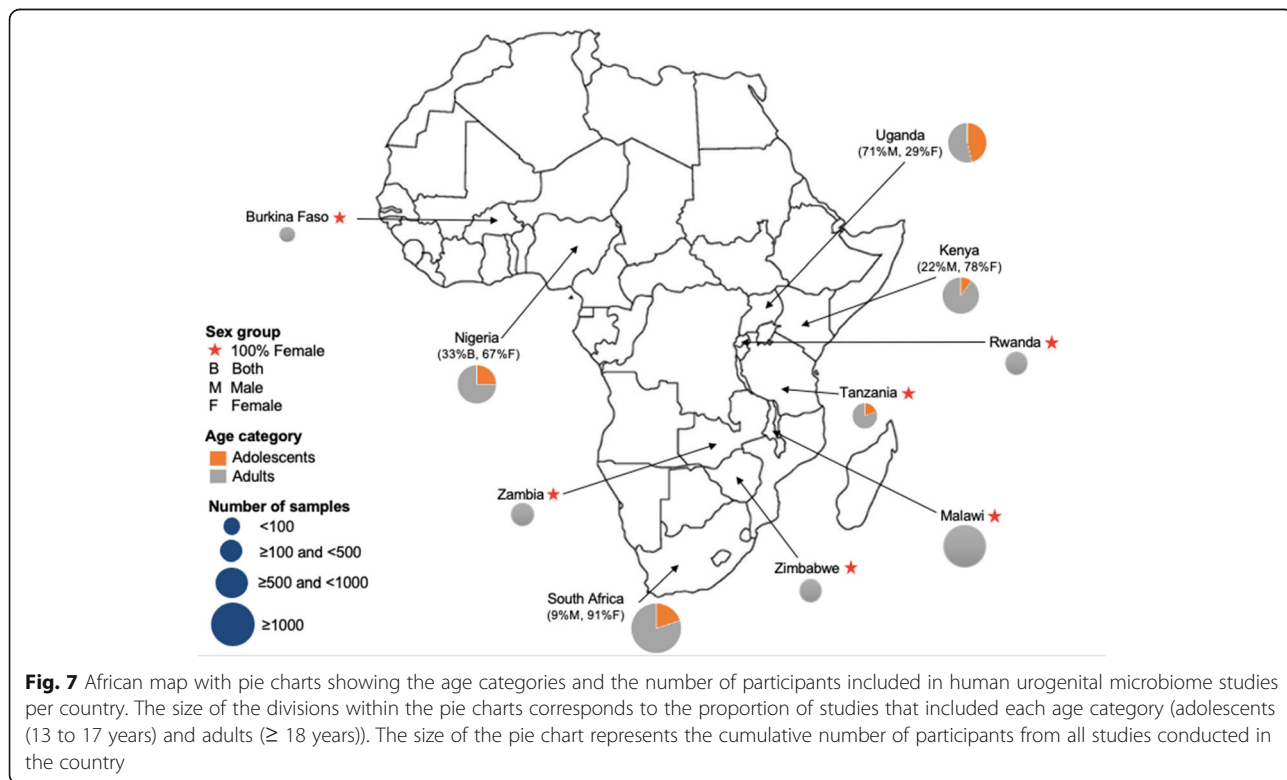 Uganda
(71%M, 29%F)
Burkina Faso
Kenya
(22%M, 78%F)
Nigeria
(33%B, 67%F)
Rwanda
Tanzania
Sex group
100% Female
B Both
M Male
F Female
Age category
Adolescents
Adults
Number of samples
<100
≥100 and <500
≥500 and <1000
≥1000
Zambia
Malawi
Zimbabwe
South Africa
(9%M, 91%F)
Fig. 7 African map with pie charts showing the age categories and the number of participants included in human urogenital microbiome studies
per country. The size of the divisions within the pie charts corresponds to the proportion of studies that included each age category (adolescents
(13 to 17 years) and adults (≥ 18 years)). The size of the pie chart represents the cumulative number of participants from all studies conducted in
the country